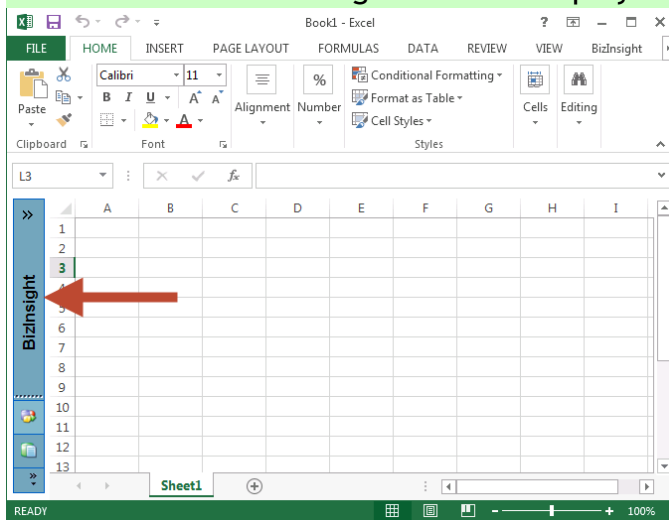 Book1 - Excel
?
FILE HOME INSERT PAGE LAYOUT FORMULAS DATA REVIEW VIEW BizInsight
Paste
Calibri 11
B I U A A
A
Alignment
%
Number
Conditional Formatting
Format as Table
Cell Styles
Cells
Editing
Clipboard Font Styles
L3 fx
A B C D E F G H I
1
2
3
5
6
7
8
9
10
11
12
13
BizInsight
Sheet1
READY 100%